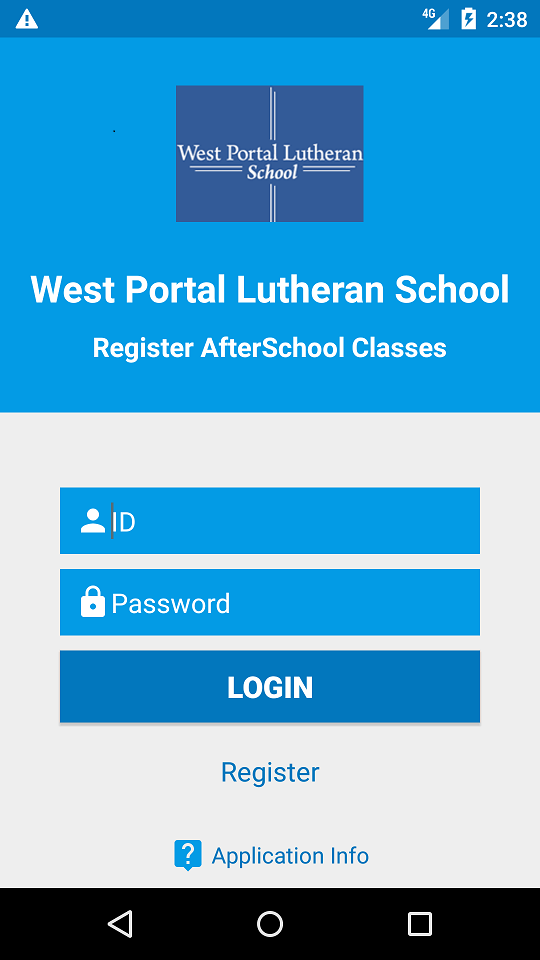 4G 2:38
West Portal Lutheran
School
West Portal Lutheran School
Register AfterSchool Classes
ID
Password
LOGIN
Register
? Application Info